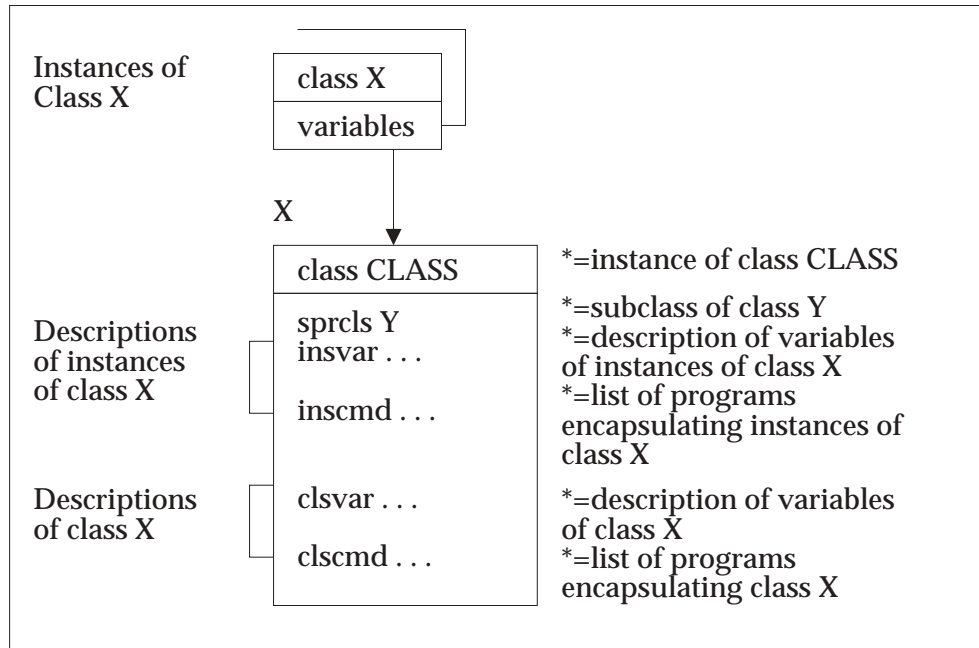 Instances of
Class X
class X
variables
X
class CLASS
*=instance of class CLASS
Descriptions
of instances
of class X
sprcls Y
insvar . . .
inscmd . . .
*=subclass of class Y
*=description of variables
of instances of class X
*=list of programs
encapsulating instances of
class X
Descriptions
of class X
clsvar . . .
clscmd . . .
*=description of variables
of class X
*=list of programs
encapsulating class X